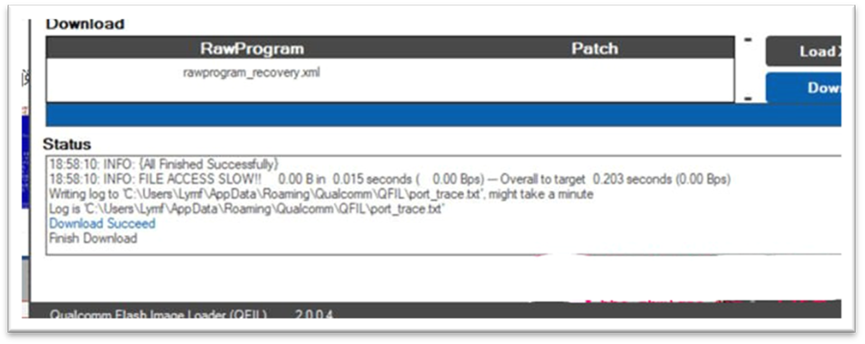 Download
RawProgram Patch
Load
rawprogram_recovery.xml
Down
Status
18:58:10: INFO: {All Finished Successfully}
18:58:10: INFO: FILE ACCESS SLOW!! 0.00 B in 0.015 seconds ( 0.00 Bps) --- Overall to target 0.203 seconds (0.00 Bps)
Writing log to 'C:\Users\Lymf\AppData\Roaming\Qualcomm\QFIL\port_trace.txt', might take a minute
Log is 'C:\Users\Lymf\AppData\Roaming\Qualcomm\QFIL\port_trace.txt'
Download Succeed
Finish Download
Qualcomm Flash Image Loader (QFIL) 2.0.0.4